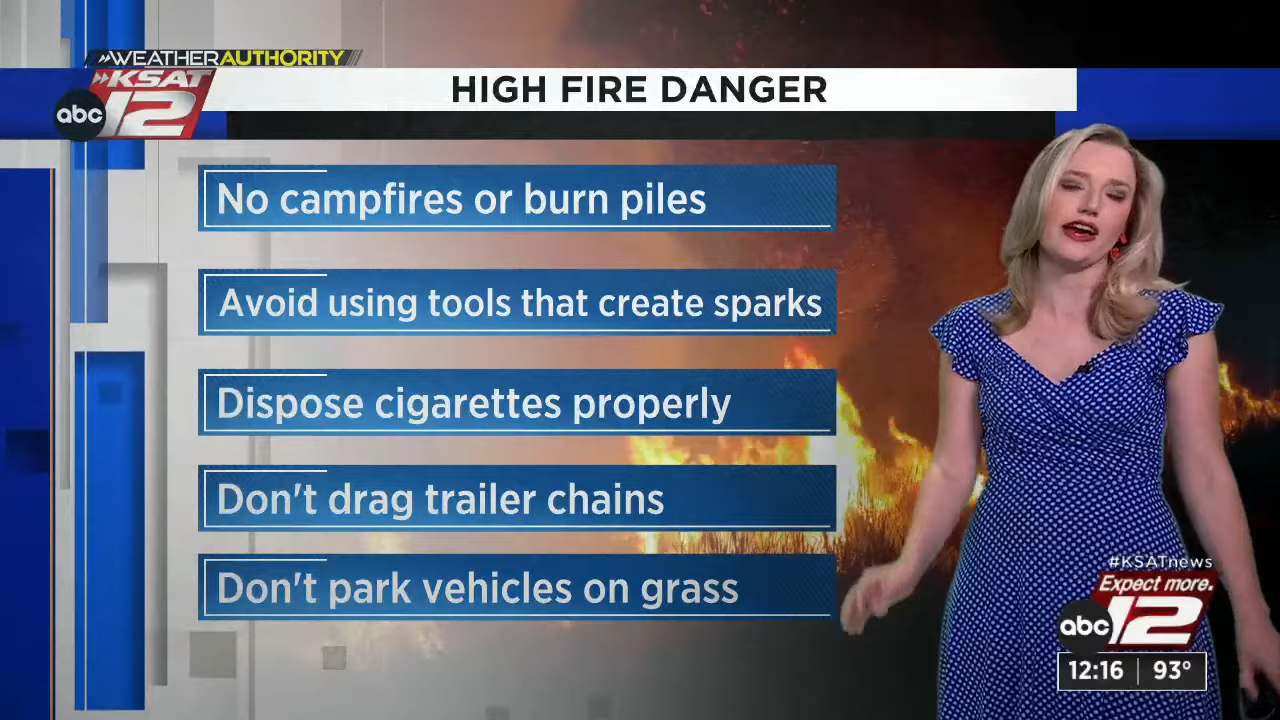 WEATHERAUTHORITY
KSAT
abc 12
HIGH FIRE DANGER
No campfires or burn piles
Avoid using tools that create sparks
Dispose cigarettes properly
Don't drag trailer chains
Don't park vehicles on grass
#KSATnews
Expect more.
abc 12
12:16 93°